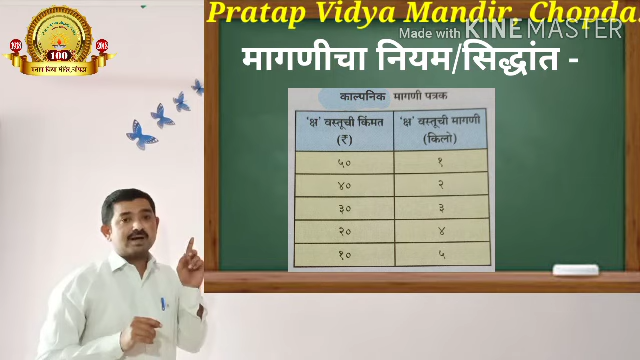 Pratap Vidya Mandir, Chopda
Made with KINEMASTER
मागणीचा नियम/सिद्धांत -
काल्पनिक मागणी पत्रक
'क्ष' वस्तूची किंमत (₹) 'क्ष' वस्तूची मागणी (किलो)
५० १
४० २
३० ३
२० ४
१० ५
100